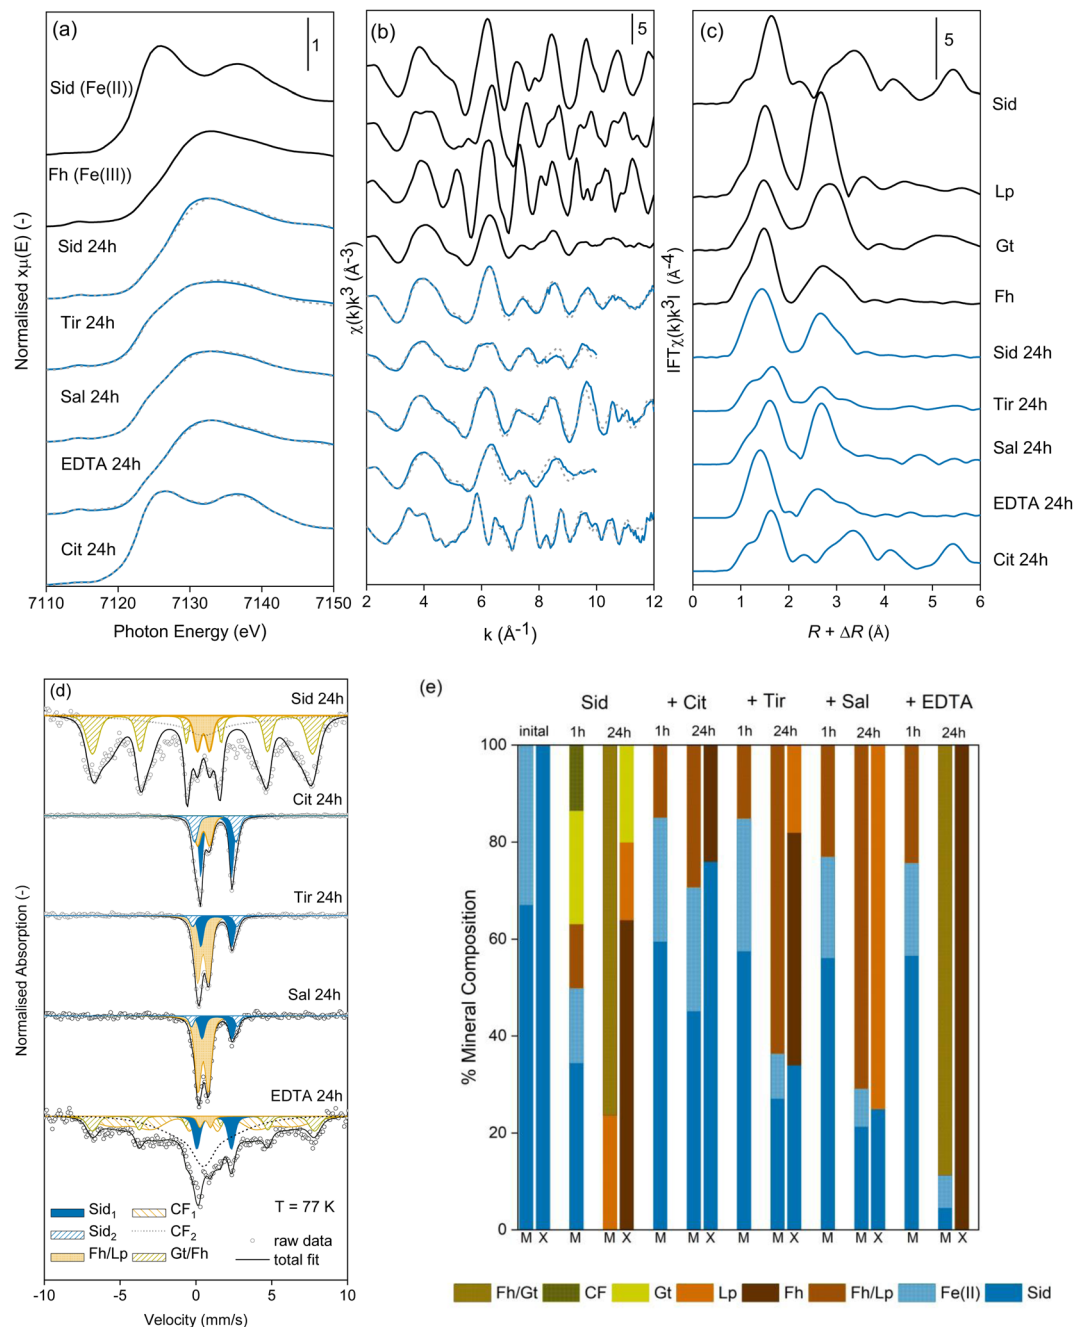 (a)
1
Sid (Fe(II))
Fh (Fe(III))
Sid 24h
Tir 24h
Sal 24h
EDTA 24h
Cit 24h
Normalised xμ(E) (-)
7110 7120 7130 7140 7150
Photon Energy (eV)
(b)
5
χ(k)k3 (Å-3)
2 4 6 8 10 12
k (Å-1)
(c)
5
Sid
Lp
Gt
Fh
Sid 24h
Tir 24h
Sal 24h
EDTA 24h
Cit 24h
IFTχ(k)k3I (Å-4)
0 1 2 3 4 5 6
R + ΔR (Å)
(d)
Sid 24h
Cit 24h
Tir 24h
Sal 24h
EDTA 24h
Normalised Absorption (-)
Sid1 CF1 T = 77 K
Sid2 CF2 raw data
Fh/Lp Gt/Fh total fit
-10 -5 0 5 10
Velocity (mm/s)
(e)
Sid + Cit + Tir + Sal + EDTA
inital 1h 24h 1h 24h 1h 24h 1h 24h 1h 24h
100
80
60
40
20
0
% Mineral Composition
M X M M X M M X M M X M M X M M X
Fh/Gt CF Gt Lp Fh Fh/Lp Fe(II) Sid